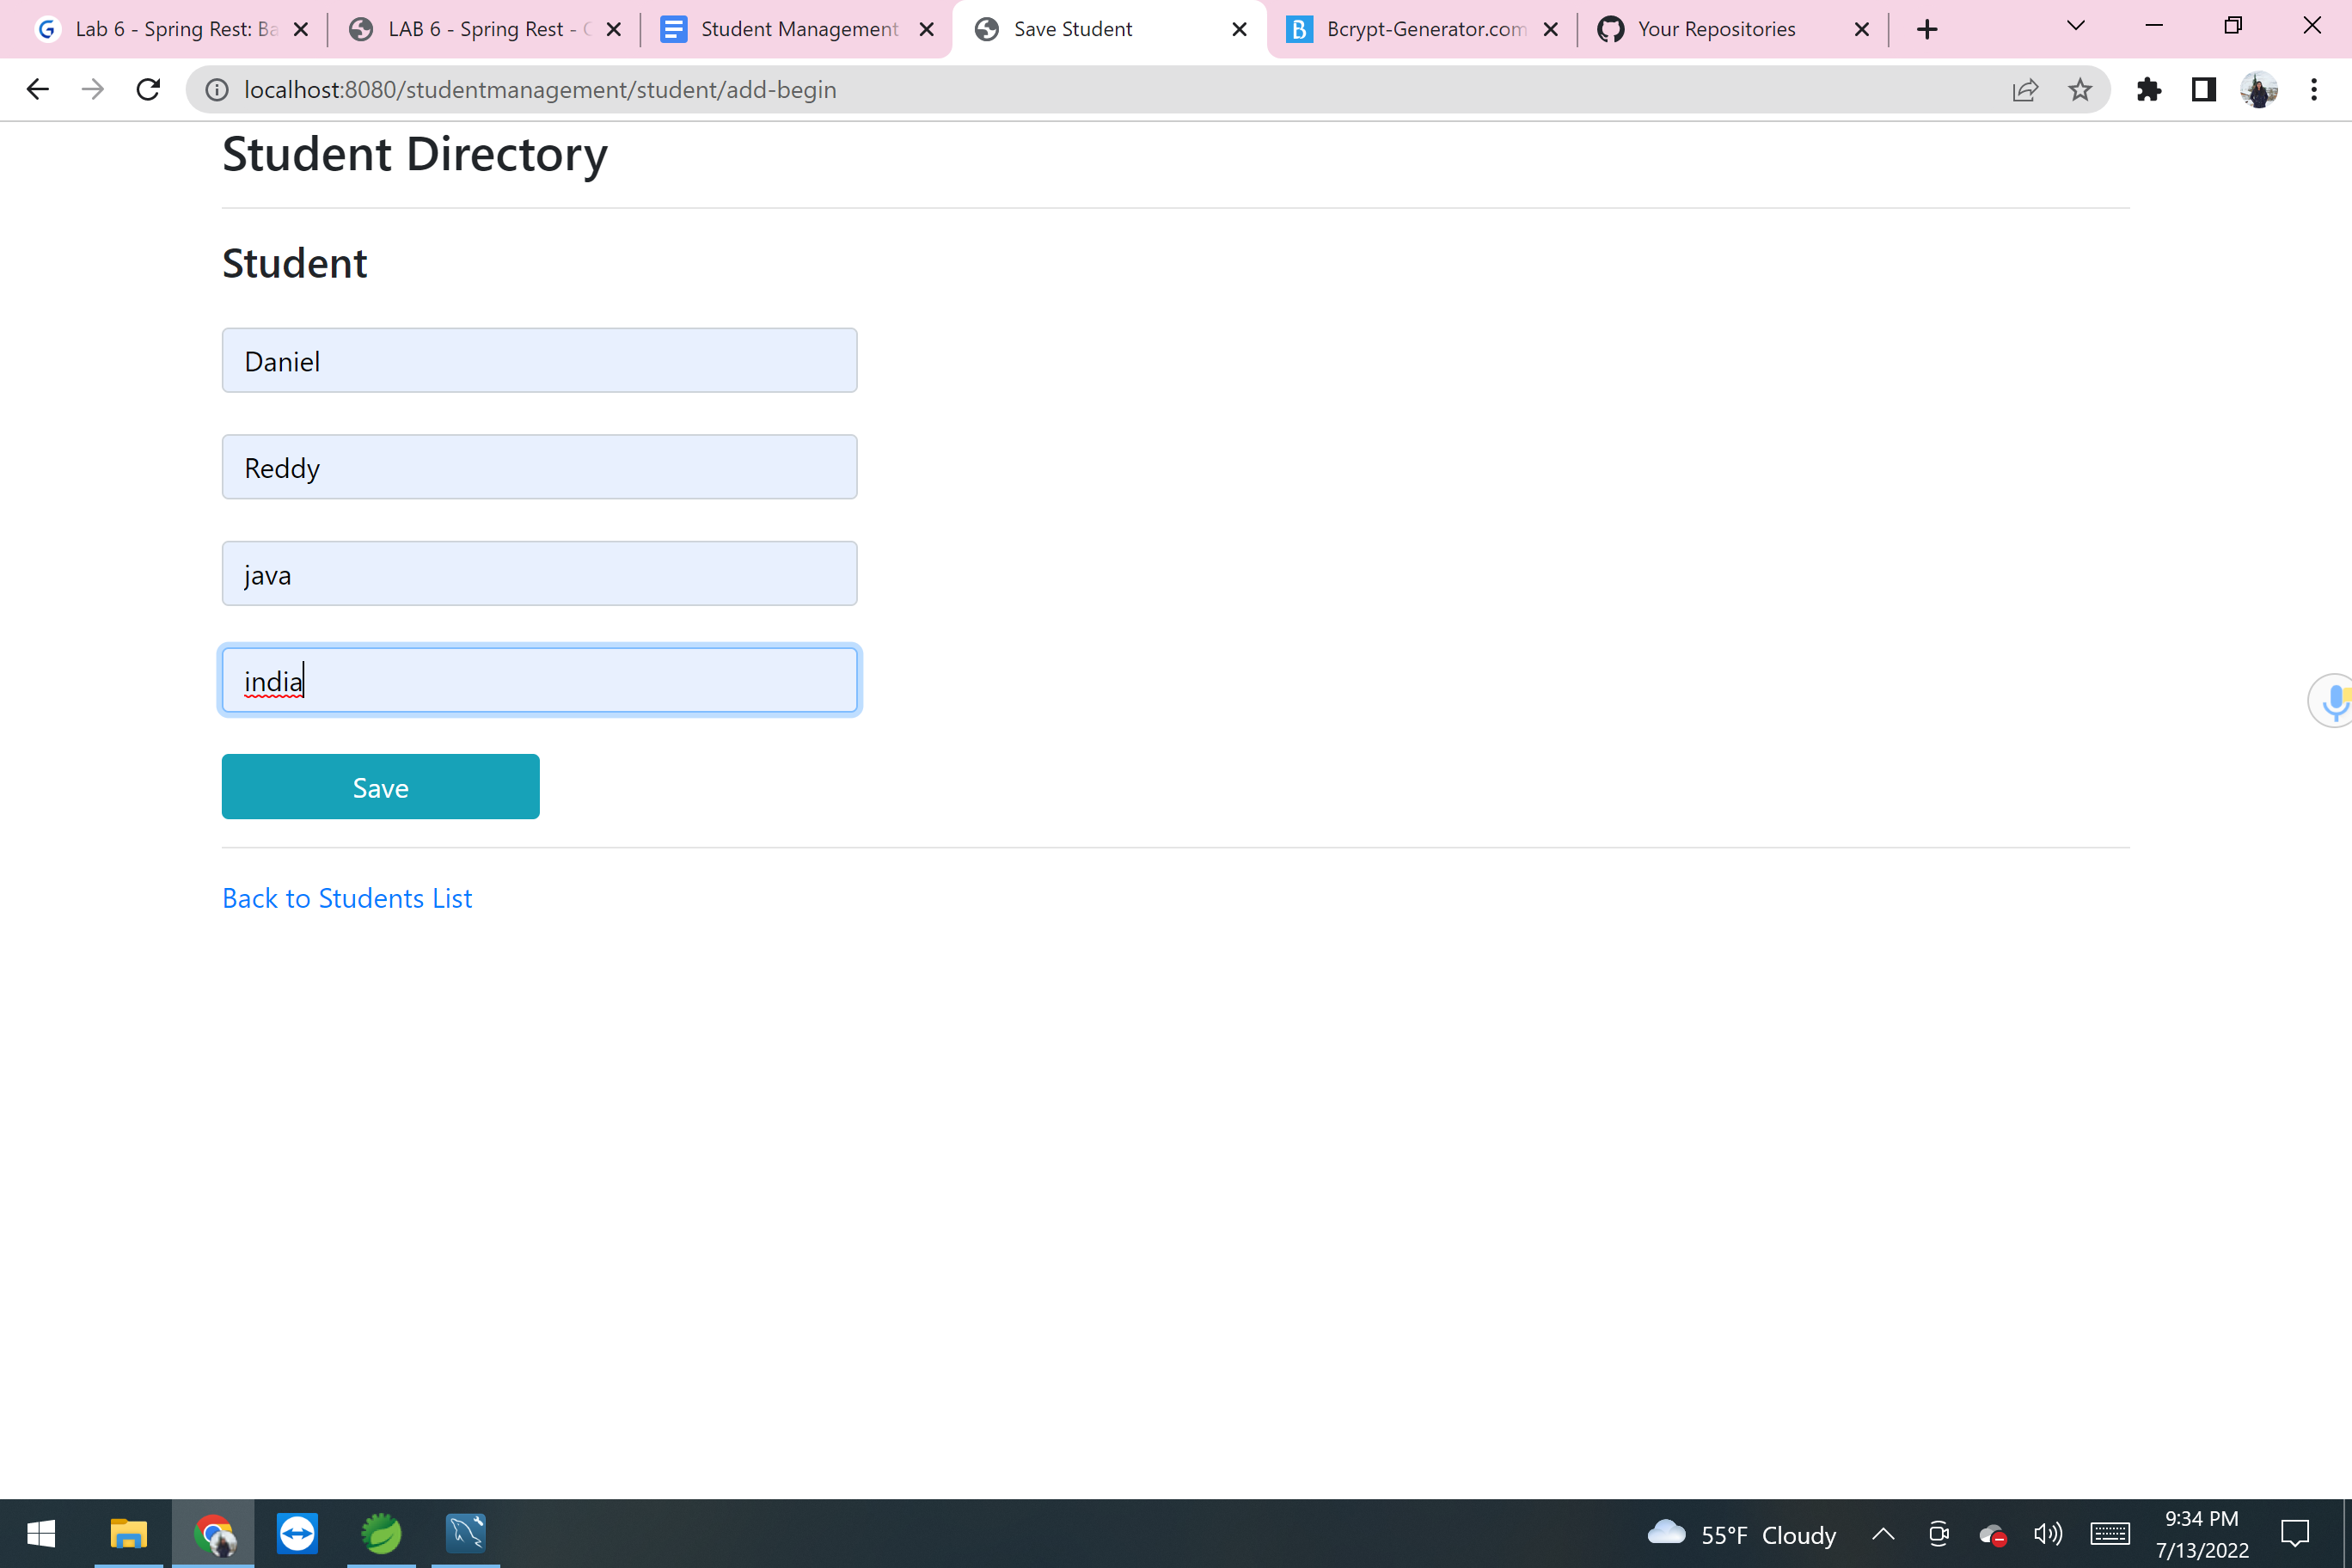 Lab 6 - Spring Rest: Ba
LAB 6 - Spring Rest -
Student Management
Save Student
Bcrypt-Generator.com
Your Repositories
localhost:8080/studentmanagement/student/add-begin
Student Directory
Student
Daniel
Reddy
java
india
Save
Back to Students List
55°F Cloudy
9:34 PM
7/13/2022